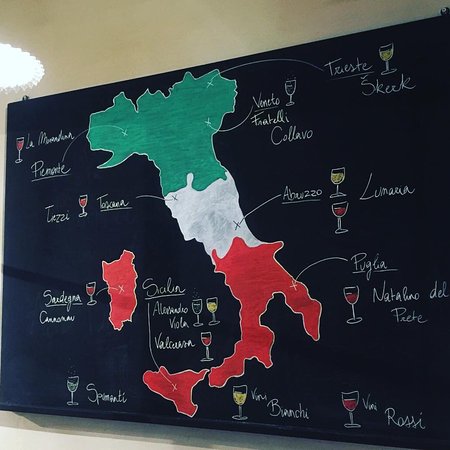 Trieste
Škerk
Veneto
Fratelli
Collavo
La Morandina
Piemonte
Abruzzo
Lunaria
Tiezzi
Toscana
Puglia
Natalino del
Prete
Sardegna
Cannonau
Sicilia
Alessandro
Viola
Valcerasa
Spumanti
Vini
Bianchi
Vini
Rossi